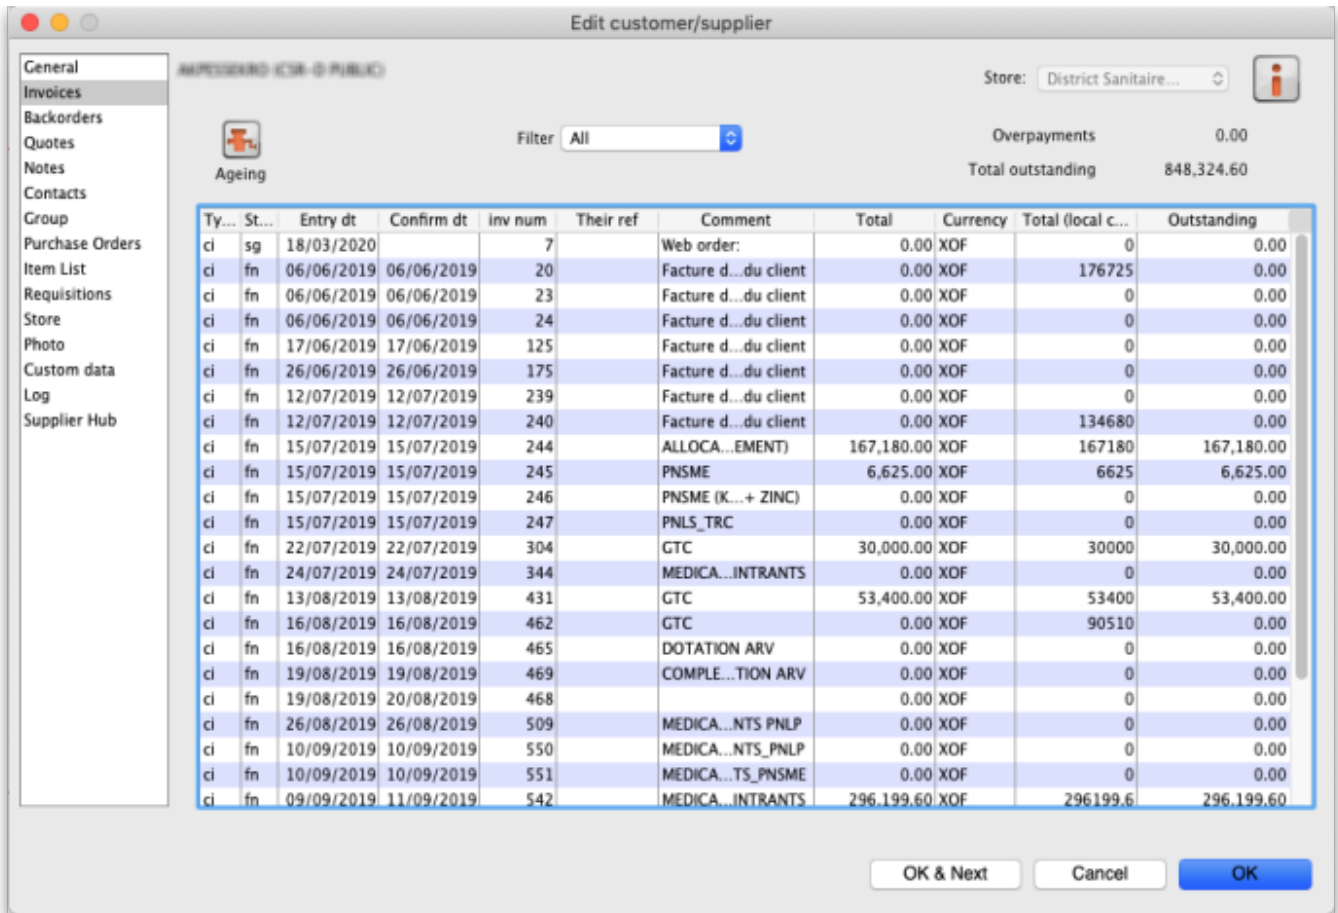 Edit customer/supplier
General
Invoices
Backorders
Quotes
Notes
Contacts
Group
Purchase Orders
Item List
Requisitions
Store
Photo
Custom data
Log
Supplier Hub
Store: District Sanitaire...
Ageing
Filter All
Overpayments 0.00
Total outstanding 848,324.60
Ty... St... Entry dt Confirm dt inv num Their ref Comment Total Currency Total (local c... Outstanding
ci sg 18/03/2020 7 Web order: 0.00 XOF 0 0.00
ci fn 06/06/2019 06/06/2019 20 Facture d...du client 0.00 XOF 176725 0.00
ci fn 06/06/2019 06/06/2019 23 Facture d...du client 0.00 XOF 0 0.00
ci fn 06/06/2019 06/06/2019 24 Facture d...du client 0.00 XOF 0 0.00
ci fn 17/06/2019 17/06/2019 125 Facture d...du client 0.00 XOF 0 0.00
ci fn 26/06/2019 26/06/2019 175 Facture d...du client 0.00 XOF 0 0.00
ci fn 12/07/2019 12/07/2019 239 Facture d...du client 0.00 XOF 0 0.00
ci fn 12/07/2019 12/07/2019 240 Facture d...du client 0.00 XOF 134680 0.00
ci fn 15/07/2019 15/07/2019 244 ALLOCA...EMENT) 167,180.00 XOF 167180 167,180.00
ci fn 15/07/2019 15/07/2019 245 PNSME 6,625.00 XOF 6625 6,625.00
ci fn 15/07/2019 15/07/2019 246 PNSME (K...+ ZINC) 0.00 XOF 0 0.00
ci fn 15/07/2019 15/07/2019 247 PNLS_TRC 0.00 XOF 0 0.00
ci fn 22/07/2019 22/07/2019 304 GTC 30,000.00 XOF 30000 30,000.00
ci fn 24/07/2019 24/07/2019 344 MEDICA...INTRANTS 0.00 XOF 0 0.00
ci fn 13/08/2019 13/08/2019 431 GTC 53,400.00 XOF 53400 53,400.00
ci fn 16/08/2019 16/08/2019 462 GTC 0.00 XOF 90510 0.00
ci fn 16/08/2019 16/08/2019 465 DOTATION ARV 0.00 XOF 0 0.00
ci fn 19/08/2019 19/08/2019 469 COMPLE...TION ARV 0.00 XOF 0 0.00
ci fn 19/08/2019 20/08/2019 468 0.00 XOF 0 0.00
ci fn 26/08/2019 26/08/2019 509 MEDICA...NTS PNLP 0.00 XOF 0 0.00
ci fn 10/09/2019 10/09/2019 550 MEDICA...NTS_PNLP 0.00 XOF 0 0.00
ci fn 10/09/2019 10/09/2019 551 MEDICA...TS_PNSME 0.00 XOF 0 0.00
ci fn 09/09/2019 11/09/2019 542 MEDICA...INTRANTS 296,199.60 XOF 296199.6 296,199.60
OK & Next Cancel OK